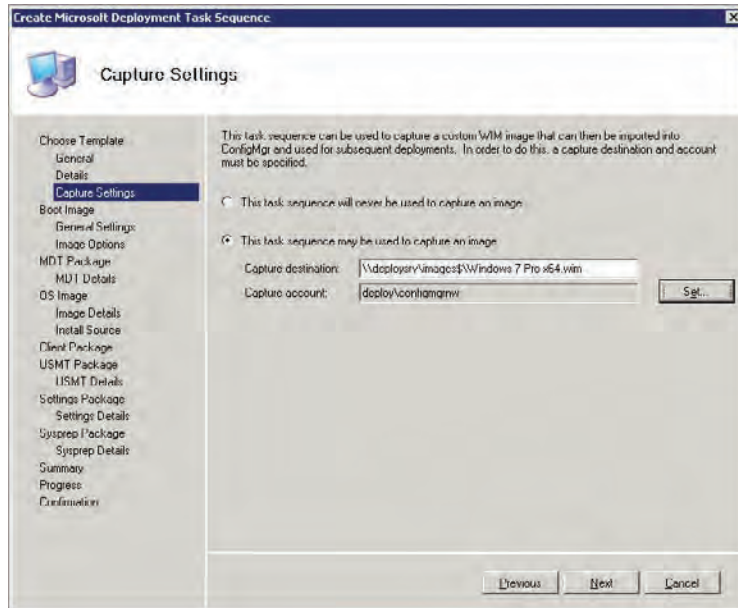 Create Microsoft Deployment Task Sequence
Capture Settings
Choose Template
General
Details
Capture Settings
Boot Image
General Settings
Image Options
MDT Package
MDT Details
OS Image
Image Details
Install Source
Client Package
USMT Package
USMT Details
Settings Package
Settings Details
Sysprep Package
Sysprep Details
Summary
Progress
Confirmation
This task sequence can be used to capture a custom WIM image that can then be imported into
ConfigMgr and used for subsequent deployments. In order to do this, a capture destination and account
must be specified.
This task sequence will never be used to capture an image
This task sequence may be used to capture an image
Capture destination: \\deploysrv\images$\Windows 7 Pro x64.wim
Capture account: deploy\configmgrnw Set...
Previous Next Cancel